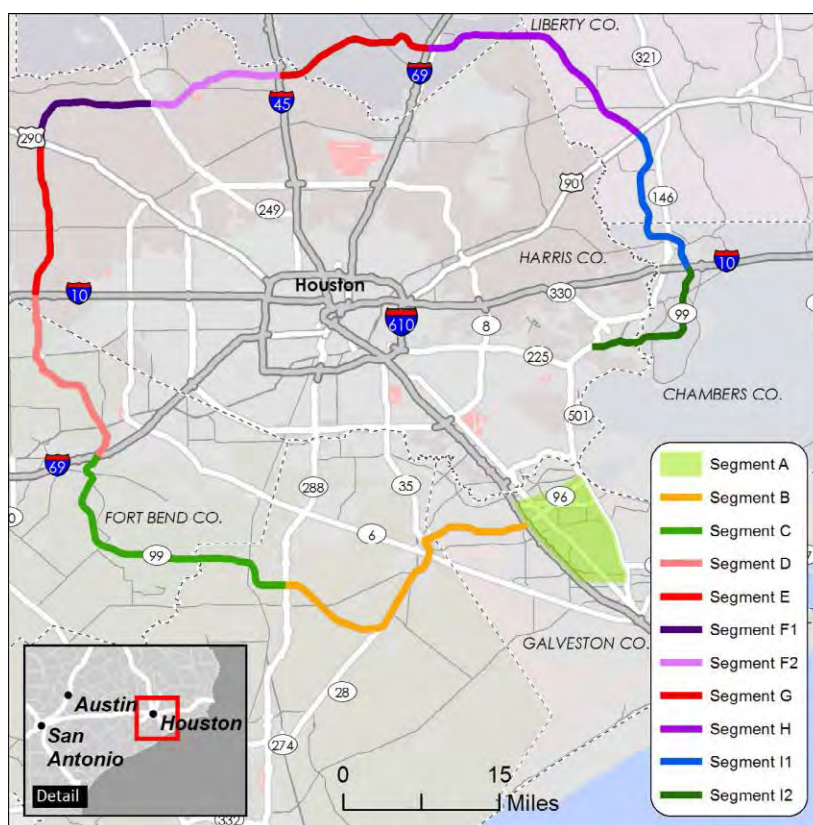 LIBERTY CO.
321
69
45
290
90
249
146
HARRIS CO.
10
Houston
10
330
99
610
8
225
CHAMBERS CO.
501
69
Segment A
96
Segment B
288
35
FORT BEND CO.
Segment C
6
99
Segment D
Segment E
Segment F1
GALVESTON CO.
Segment F2
28
Segment G
Austin
Houston
Segment H
San
Antonio
274
0
15
Segment I1
Miles
Detail
Segment I2
332